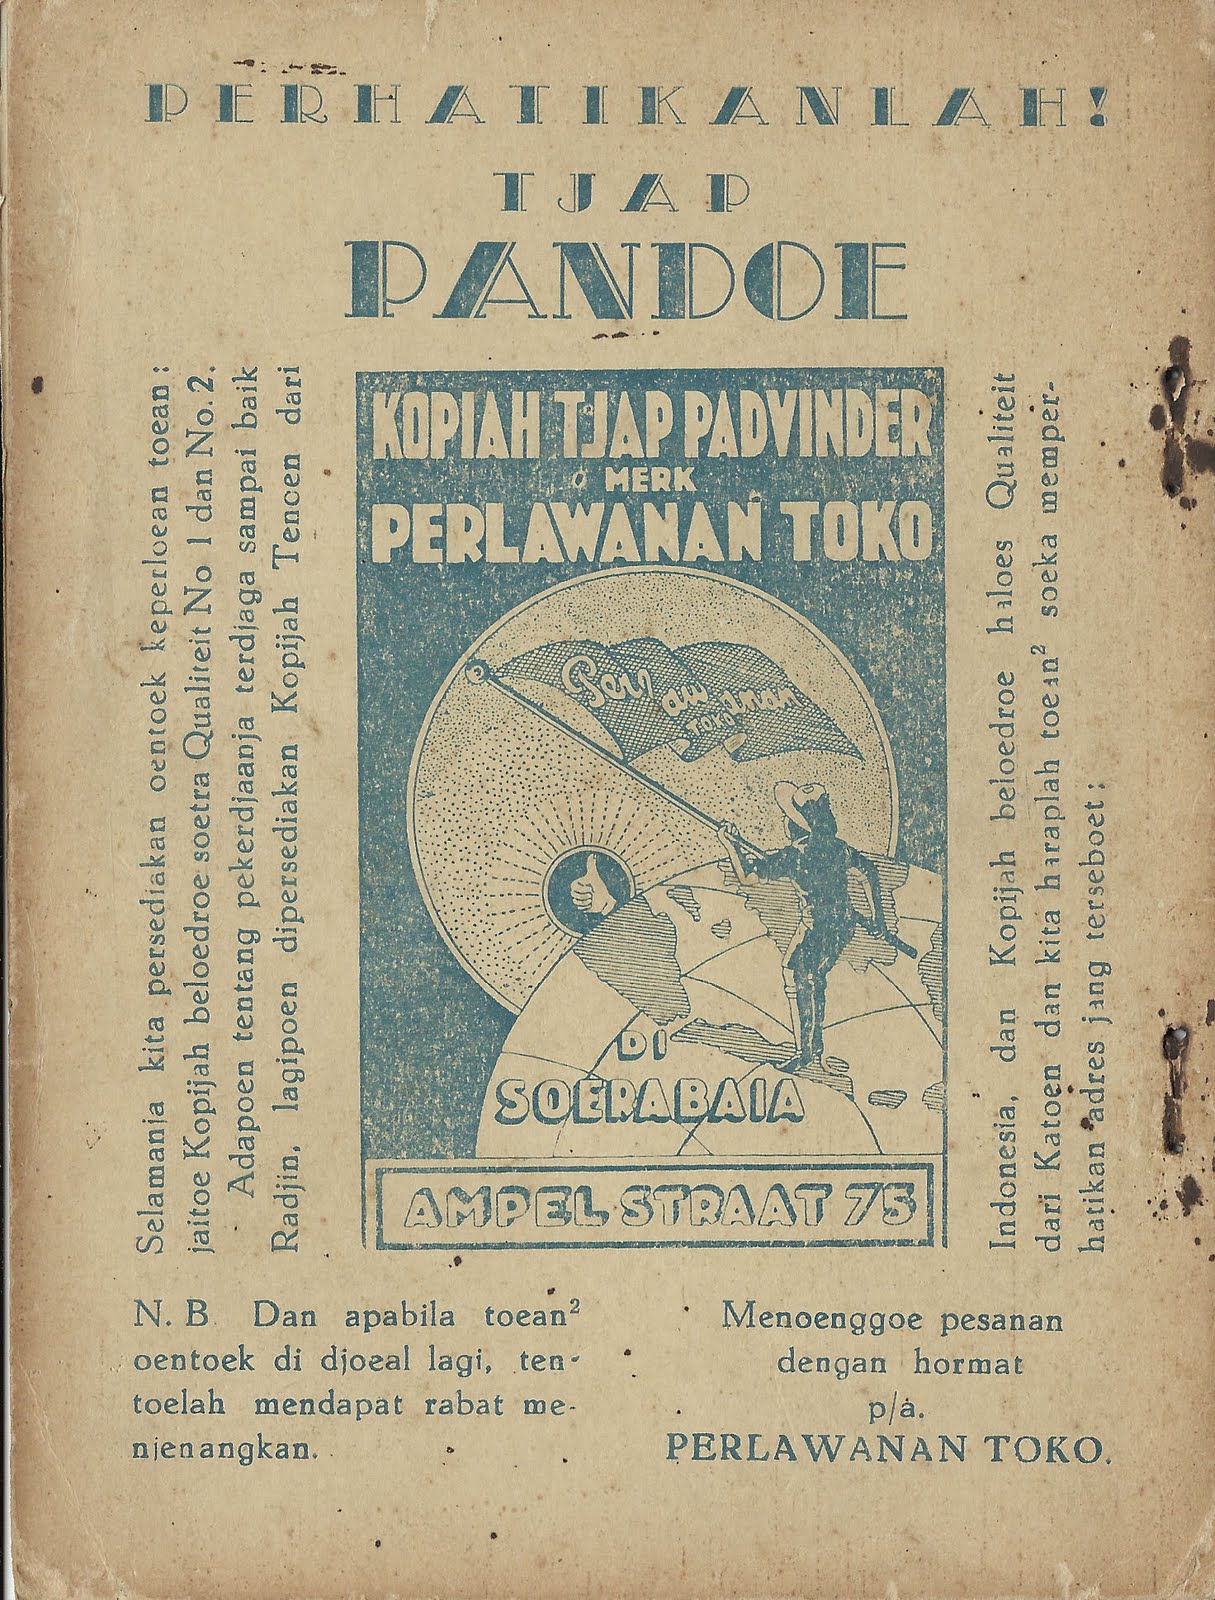 PERHATIKANLAH!
TJAP
PANDOE
Selamanja kita persediakan oentoek keperloean toean:
jaitoe Kopijah beloedroe soetra Qualiteit No 1 dan No. 2.
Adapoen tentang pekerdjaanja terdjaga sampai baik
Radjin, lagipoen dipersediakan Kopijah Tencen dari
KOPIAH TJAP PADVINDER
MERK
PERLAWANAN TOKO
Perlawanan
TOKO
DI
SOERABAIA
AMPEL STRAAT 75
Indonesia, dan Kopijah beloedroe haloes Qualiteit
dari Katoen dan kita haraplah toean² soeka memper-
hatikan adres jang terseboet:
N. B Dan apabila toean²
oentoek di djoeal lagi, ten-
toelah mendapat rabat me-
njenangkan.
Menoenggoe pesanan
dengan hormat
p/a.
PERLAWANAN TOKO.